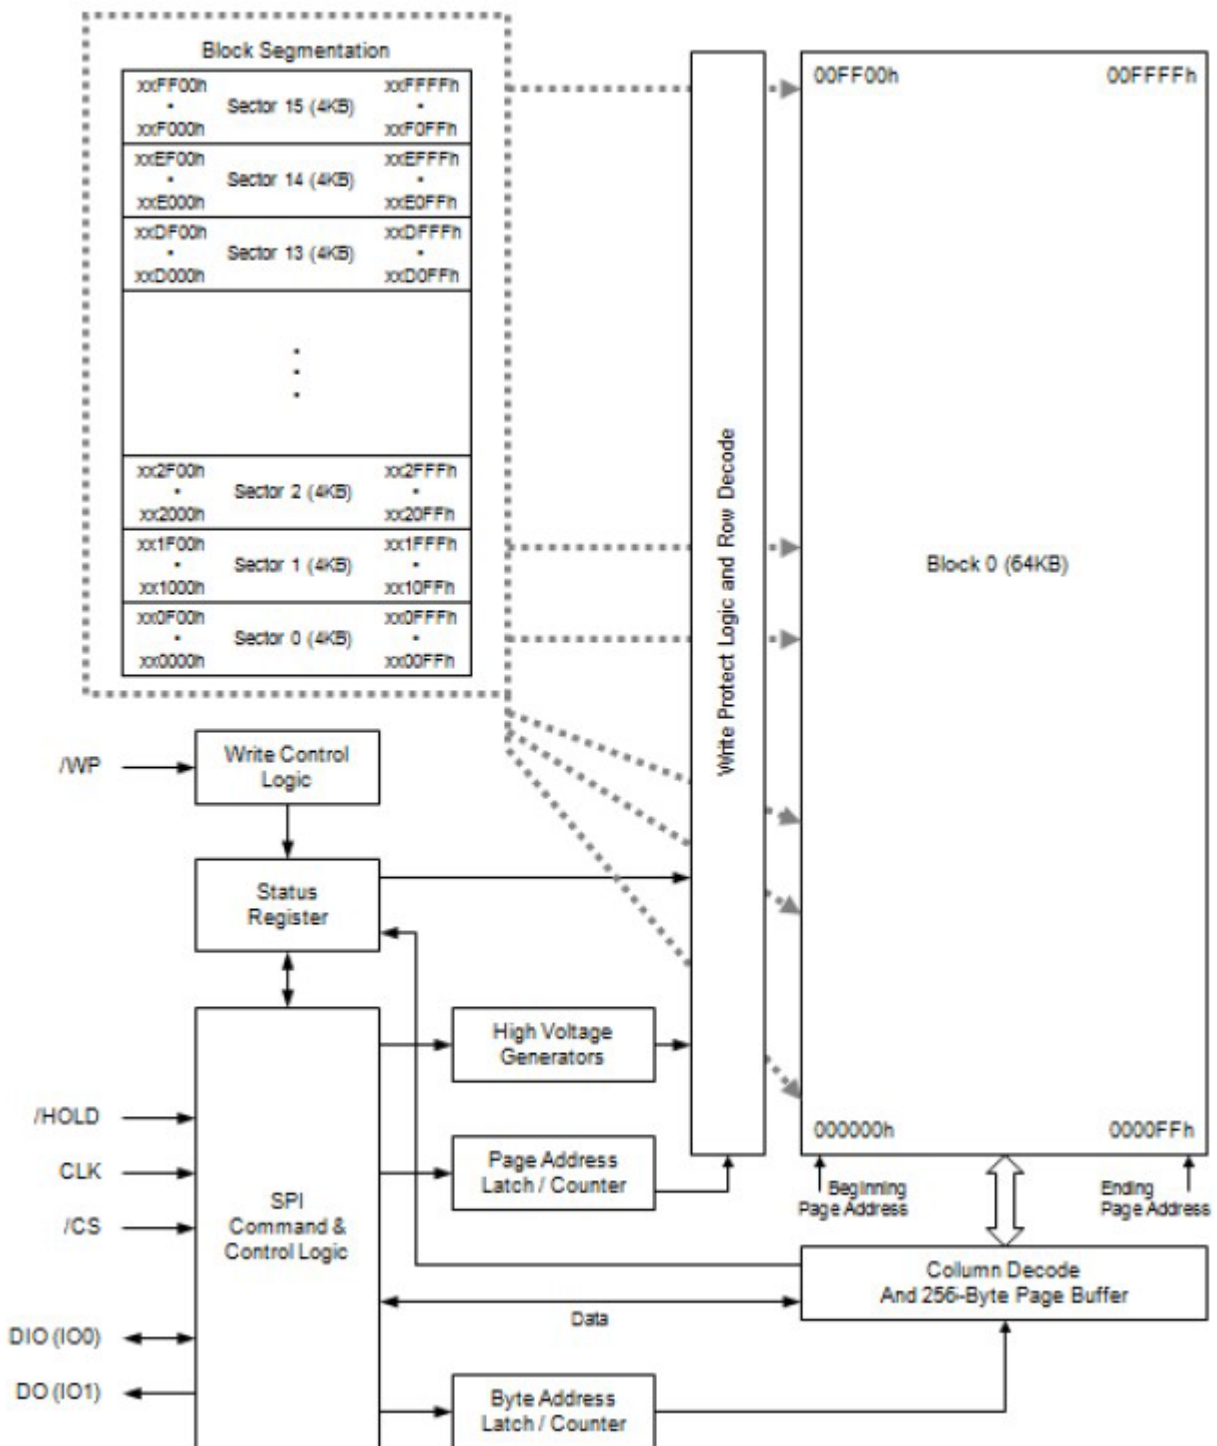 Block Segmentation
xxFF00h xxFFFFh
Sector 15 (4KB)
xxF000h xxF0FFh
xxEF00h xxEFFFh
Sector 14 (4KB)
xxE000h xxE0FFh
xxDF00h xxDFFFh
Sector 13 (4KB)
xxD000h xxD0FFh
xx2F00h xx2FFFh
Sector 2 (4KB)
xx2000h xx20FFh
xx1F00h xx1FFFh
Sector 1 (4KB)
xx1000h xx10FFh
xx0F00h xx0FFFh
Sector 0 (4KB)
xx0000h xx00FFh
Write Protect Logic and Row Decode
00FF00h 00FFFFh
Block 0 (64KB)
000000h 0000FFh
Beginning
Page Address
Ending
Page Address
/WP
Write Control
Logic
Status
Register
High Voltage
Generators
/HOLD
CLK
/CS
DIO (IO0)
DO (IO1)
SPI
Command &
Control Logic
Page Address
Latch / Counter
Collumn Decode
And 256-Byte Page Buffer
Data
Byte Address
Latch / Counter